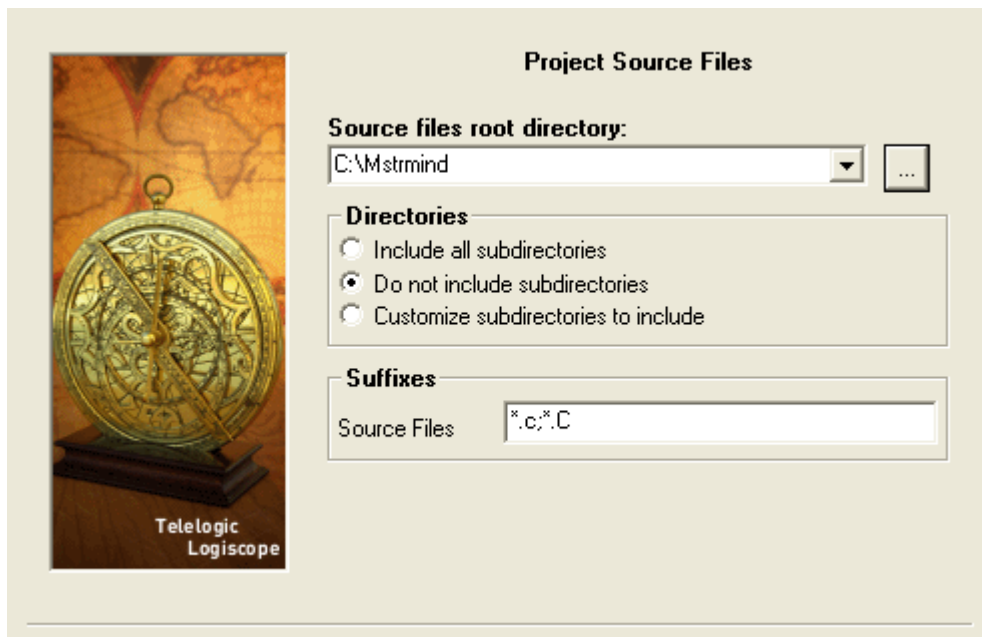 Project Source Files
Source files root directory:
C:\Mstrmind
...
Directories
Include all subdirectories
Do not include subdirectories
Customize subdirectories to include
Suffixes
Source Files
*.c;*.C
Telelogic
Logiscope